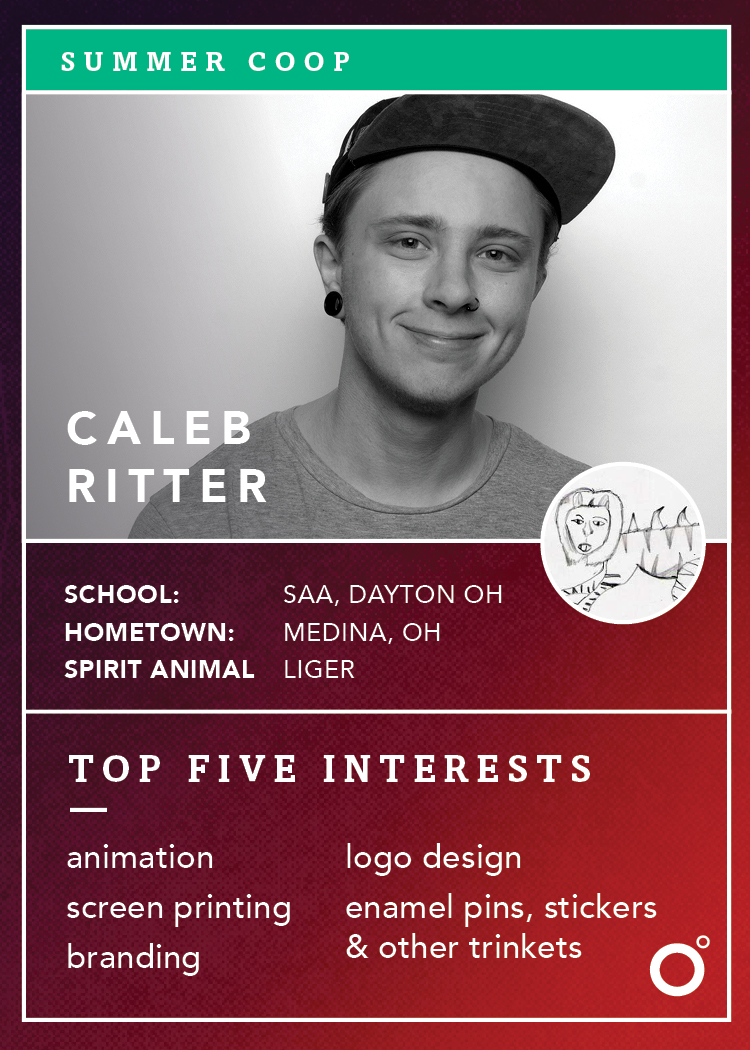 SUMMER COOP
CALEB
RITTER
SCHOOL: SAA, DAYTON OH
HOMETOWN: MEDINA, OH
SPIRIT ANIMAL LIGER
TOP FIVE INTERESTS
animation
screen printing
branding
logo design
enamel pins, stickers
& other trinkets